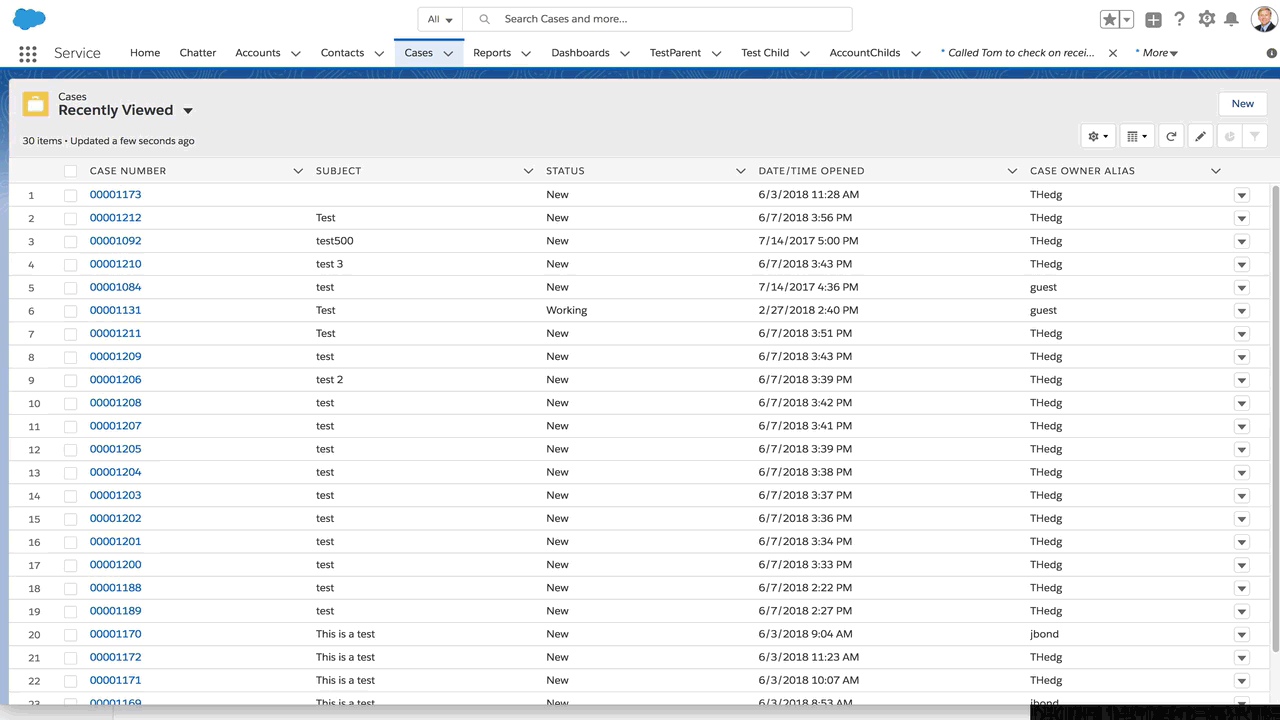 All
Search Cases and more...
Service Home Chatter Accounts Contacts Cases Reports Dashboards TestParent Test Child AccountChilds * Called Tom to check on recei... * More
Cases
Recently Viewed
New
30 items • Updated a few seconds ago
CASE NUMBER SUBJECT STATUS DATE/TIME OPENED CASE OWNER ALIAS
1 00001173 New 6/3/2018 11:28 AM THedg
2 00001212 Test New 6/7/2018 3:56 PM THedg
3 00001092 test500 New 7/14/2017 5:00 PM THedg
4 00001210 test 3 New 6/7/2018 3:43 PM THedg
5 00001084 test New 7/14/2017 4:36 PM guest
6 00001131 Test Working 2/27/2018 2:40 PM guest
7 00001211 Test New 6/7/2018 3:51 PM THedg
8 00001209 test New 6/7/2018 3:43 PM THedg
9 00001206 test 2 New 6/7/2018 3:39 PM THedg
10 00001208 test New 6/7/2018 3:42 PM THedg
11 00001207 test New 6/7/2018 3:41 PM THedg
12 00001205 test New 6/7/2018 3:39 PM THedg
13 00001204 test New 6/7/2018 3:38 PM THedg
14 00001203 test New 6/7/2018 3:37 PM THedg
15 00001202 test New 6/7/2018 3:36 PM THedg
16 00001201 test New 6/7/2018 3:34 PM THedg
17 00001200 test New 6/7/2018 3:33 PM THedg
18 00001188 test New 6/7/2018 2:22 PM THedg
19 00001189 test New 6/7/2018 2:27 PM THedg
20 00001170 This is a test New 6/3/2018 9:04 AM jbond
21 00001172 This is a test New 6/3/2018 11:23 AM THedg
22 00001171 This is a test New 6/3/2018 10:07 AM THedg
23 00001169 This is a test New 6/3/2018 8:53 AM jbond